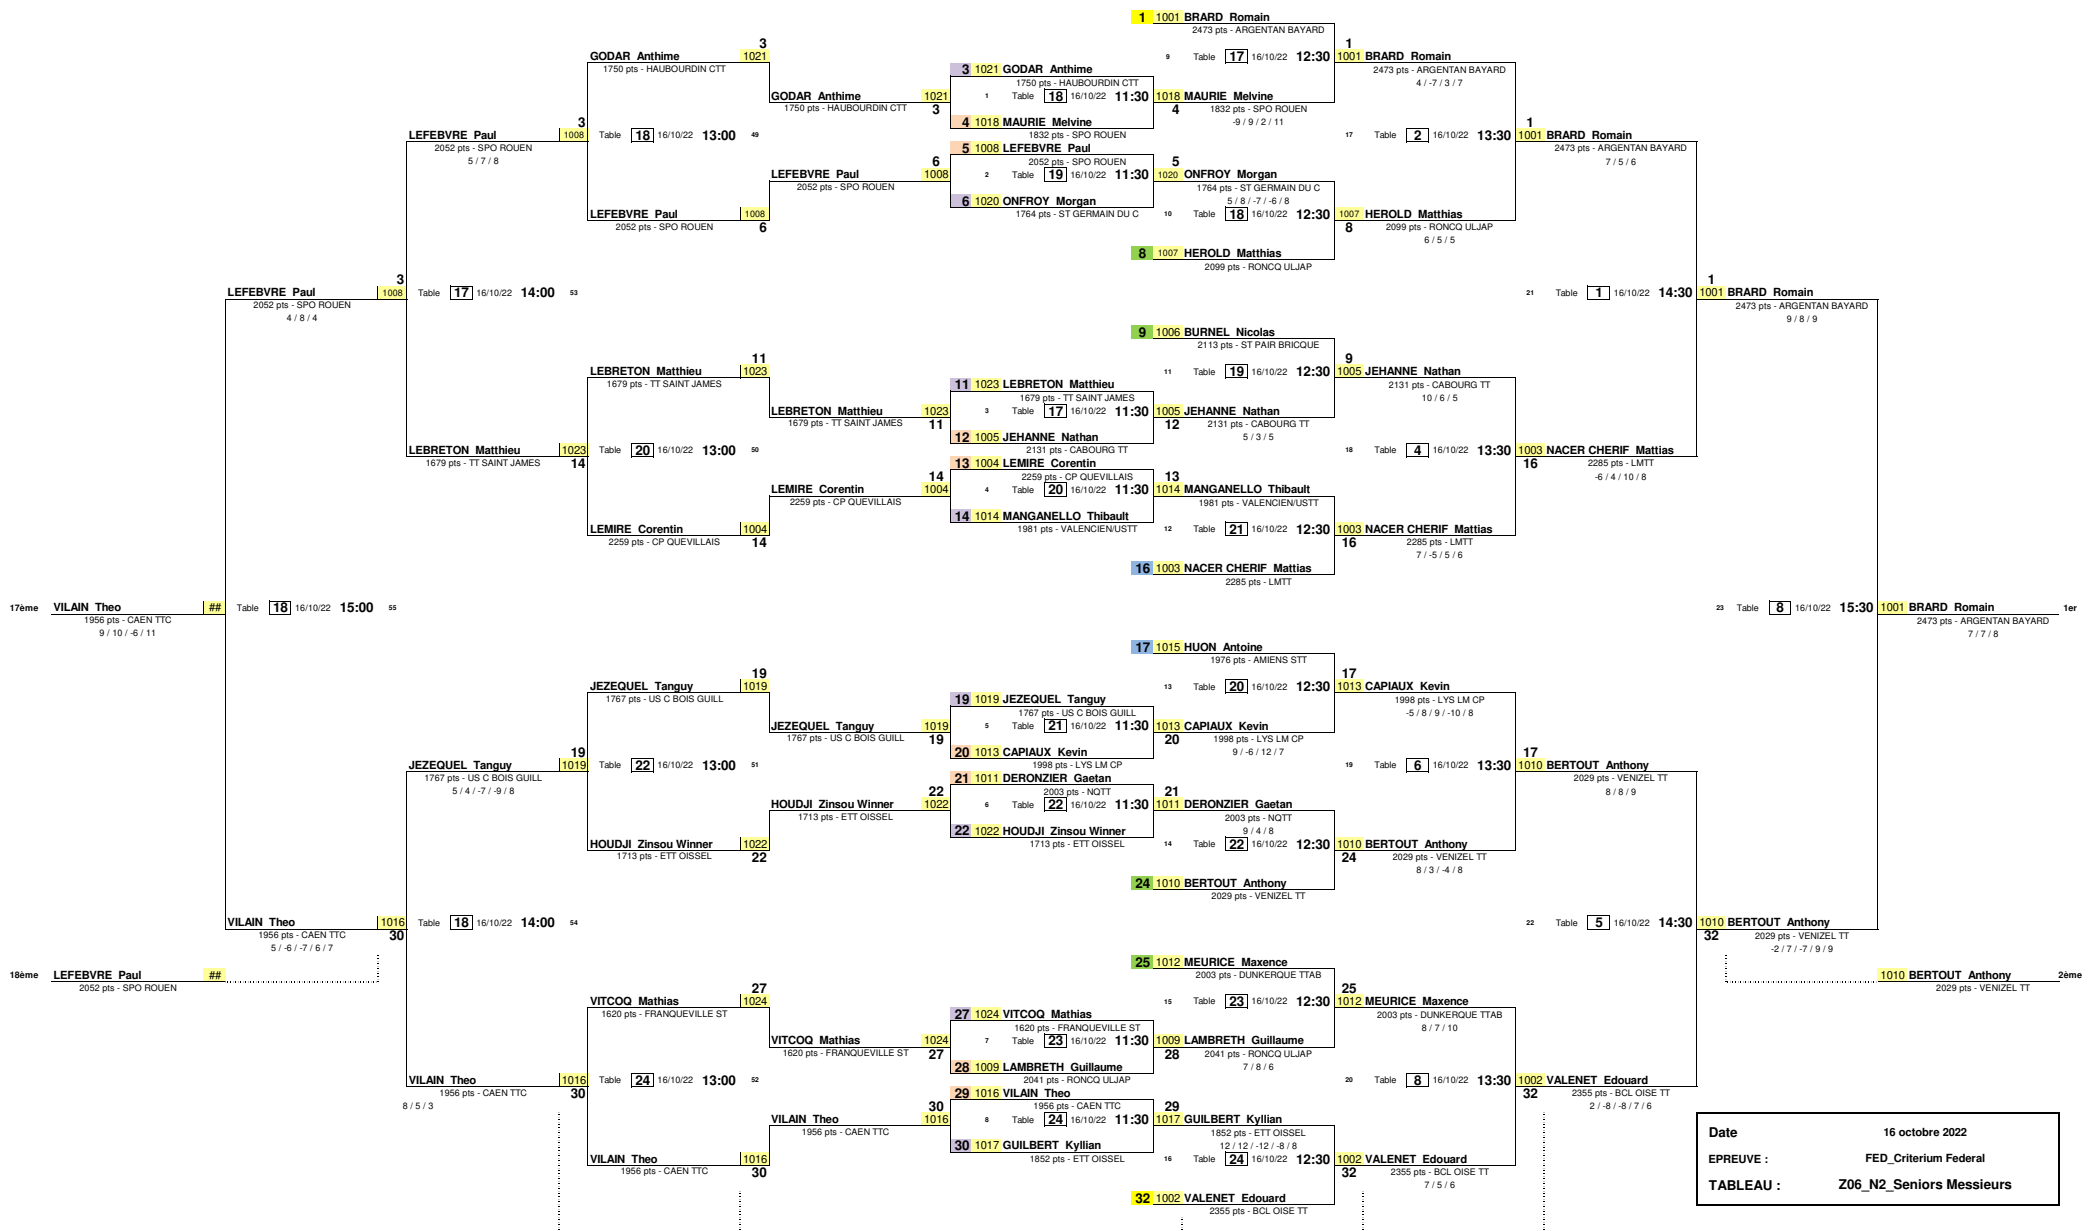 1 1001 BRARD Romain
2473 pts - ARGENTAN BAYARD
3
GODAR Anthime 1021
1750 pts - HAUBOURDIN CTT
9 Table 17 16/10/22 12:30
1
1001 BRARD Romain
2473 pts - ARGENTAN BAYARD
4 / -7 / 3 / 7
3 1021 GODAR Anthime
1750 pts - HAUBOURDIN CTT
GODAR Anthime 1021
1750 pts - HAUBOURDIN CTT
3
1 Table 18 16/10/22 11:30
1018 MAURIE Melvine
4
1832 pts - SPO ROUEN
-9 / 9 / 2 / 11
4 1018 MAURIE Melvine
1832 pts - SPO ROUEN
3
LEFEBVRE Paul 1008
2052 pts - SPO ROUEN
5 / 7 / 8
Table 18 16/10/22 13:00 49
17 Table 2 16/10/22 13:30
1
1001 BRARD Romain
2473 pts - ARGENTAN BAYARD
7 / 5 / 6
5 1008 LEFEBVRE Paul
2052 pts - SPO ROUEN
6
LEFEBVRE Paul 1008
2052 pts - SPO ROUEN
2 Table 19 16/10/22 11:30
5
1020 ONFROY Morgan
1764 pts - ST GERMAIN DU C
5 / 8 / -7 / -6 / 8
6 1020 ONFROY Morgan
1764 pts - ST GERMAIN DU C
LEFEBVRE Paul 1008
2052 pts - SPO ROUEN
6
10 Table 18 16/10/22 12:30
1007 HEROLD Matthias
8
2099 pts - RONCQ ULJAP
6 / 5 / 5
8 1007 HEROLD Matthias
2099 pts - RONCQ ULJAP
3
LEFEBVRE Paul 1008
2052 pts - SPO ROUEN
4 / 8 / 4
Table 17 16/10/22 14:00 53
21 Table 1 16/10/22 14:30
1
1001 BRARD Romain
2473 pts - ARGENTAN BAYARD
9 / 8 / 9
9 1006 BURNEL Nicolas
2113 pts - ST PAIR BRICQUE
11
LEBRETON Matthieu 1023
1679 pts - TT SAINT JAMES
11 Table 19 16/10/22 12:30
9
1005 JEHANNE Nathan
2131 pts - CABOURG TT
10 / 6 / 5
11 1023 LEBRETON Matthieu
1679 pts - TT SAINT JAMES
LEBRETON Matthieu 1023
1679 pts - TT SAINT JAMES
11
3 Table 17 16/10/22 11:30
1005 JEHANNE Nathan
12
2131 pts - CABOURG TT
5 / 3 / 5
12 1005 JEHANNE Nathan
2131 pts - CABOURG TT
LEBRETON Matthieu 1023
1679 pts - TT SAINT JAMES
14
Table 20 16/10/22 13:00 50
18 Table 4 16/10/22 13:30
1003 NACER CHERIF Mattias
16
2285 pts - LMTT
-6 / 4 / 10 / 8
13 1004 LEMIRE Corentin
2259 pts - CP QUEVILLAIS
14
LEMIRE Corentin 1004
2259 pts - CP QUEVILLAIS
4 Table 20 16/10/22 11:30
13
1014 MANGANELLO Thibault
1981 pts - VALENCIEN/USTT
14 1014 MANGANELLO Thibault
1981 pts - VALENCIEN/USTT
LEMIRE Corentin 1004
2259 pts - CP QUEVILLAIS
14
12 Table 21 16/10/22 12:30
1003 NACER CHERIF Mattias
16
2285 pts - LMTT
7 / -5 / 5 / 6
16 1003 NACER CHERIF Mattias
2285 pts - LMTT
17ème VILAIN Theo ##
1956 pts - CAEN TTC
9 / 10 / -6 / 11
Table 18 16/10/22 15:00 55
23 Table 8 16/10/22 15:30
1001 BRARD Romain 1er
2473 pts - ARGENTAN BAYARD
7 / 7 / 8
17 1015 HUON Antoine
1976 pts - AMIENS STT
19
JEZEQUEL Tanguy 1019
1767 pts - US C BOIS GUILL
13 Table 20 16/10/22 12:30
17
1013 CAPIAUX Kevin
1998 pts - LYS LM CP
-5 / 8 / 9 / -10 / 8
19 1019 JEZEQUEL Tanguy
1767 pts - US C BOIS GUILL
JEZEQUEL Tanguy 1019
1767 pts - US C BOIS GUILL
19
5 Table 21 16/10/22 11:30
1013 CAPIAUX Kevin
20
1998 pts - LYS LM CP
9 / -6 / 12 / 7
20 1013 CAPIAUX Kevin
1998 pts - LYS LM CP
19
JEZEQUEL Tanguy 1019
1767 pts - US C BOIS GUILL
5 / 4 / -7 / -9 / 8
Table 22 16/10/22 13:00 51
19 Table 6 16/10/22 13:30
17
1010 BERTOUT Anthony
2029 pts - VENIZEL TT
8 / 8 / 9
21 1011 DERONZIER Gaetan
2003 pts - NQTT
22
HOUDJI Zinsou Winner 1022
1713 pts - ETT OISSEL
6 Table 22 16/10/22 11:30
21
1011 DERONZIER Gaetan
2003 pts - NQTT
9 / 4 / 8
22 1022 HOUDJI Zinsou Winner
1713 pts - ETT OISSEL
HOUDJI Zinsou Winner 1022
1713 pts - ETT OISSEL
22
14 Table 22 16/10/22 12:30
1010 BERTOUT Anthony
24
2029 pts - VENIZEL TT
8 / 3 / -4 / 8
24 1010 BERTOUT Anthony
2029 pts - VENIZEL TT
VILAIN Theo 1016
1956 pts - CAEN TTC
30
5 / -6 / -7 / 6 / 7
Table 18 16/10/22 14:00 54
22 Table 5 16/10/22 14:30
1010 BERTOUT Anthony
32
2029 pts - VENIZEL TT
-2 / 7 / -7 / 9 / 9
18ème LEFEBVRE Paul ##
2052 pts - SPO ROUEN
1010 BERTOUT Anthony 2ème
2029 pts - VENIZEL TT
25 1012 MEURICE Maxence
2003 pts - DUNKERQUE TTAB
27
VITCOQ Mathias 1024
1620 pts - FRANQUEVILLE ST
15 Table 23 16/10/22 12:30
25
1012 MEURICE Maxence
2003 pts - DUNKERQUE TTAB
8 / 7 / 10
27 1024 VITCOQ Mathias
1620 pts - FRANQUEVILLE ST
VITCOQ Mathias 1024
1620 pts - FRANQUEVILLE ST
27
7 Table 23 16/10/22 11:30
1009 LAMBRETH Guillaume
28
2041 pts - RONCQ ULJAP
7 / 8 / 6
28 1009 LAMBRETH Guillaume
2041 pts - RONCQ ULJAP
VILAIN Theo 1016
1956 pts - CAEN TTC
30
8 / 5 / 3
Table 24 16/10/22 13:00 52
20 Table 8 16/10/22 13:30
1002 VALENET Edouard
32
2355 pts - BCL OISE TT
2 / -8 / -8 / 7 / 6
29 1016 VILAIN Theo
1956 pts - CAEN TTC
30
VILAIN Theo 1016
1956 pts - CAEN TTC
8 Table 24 16/10/22 11:30
29
1017 GUILBERT Kyllian
1852 pts - ETT OISSEL
12 / 12 / -12 / -8 / 8
30 1017 GUILBERT Kyllian
1852 pts - ETT OISSEL
VILAIN Theo 1016
1956 pts - CAEN TTC
30
16 Table 24 16/10/22 12:30
1002 VALENET Edouard
32
2355 pts - BCL OISE TT
7 / 5 / 6
32 1002 VALENET Edouard
2355 pts - BCL OISE TT
Date 16 octobre 2022
EPREUVE : FED_Criterium Federal
TABLEAU : Z06_N2_Seniors Messieurs